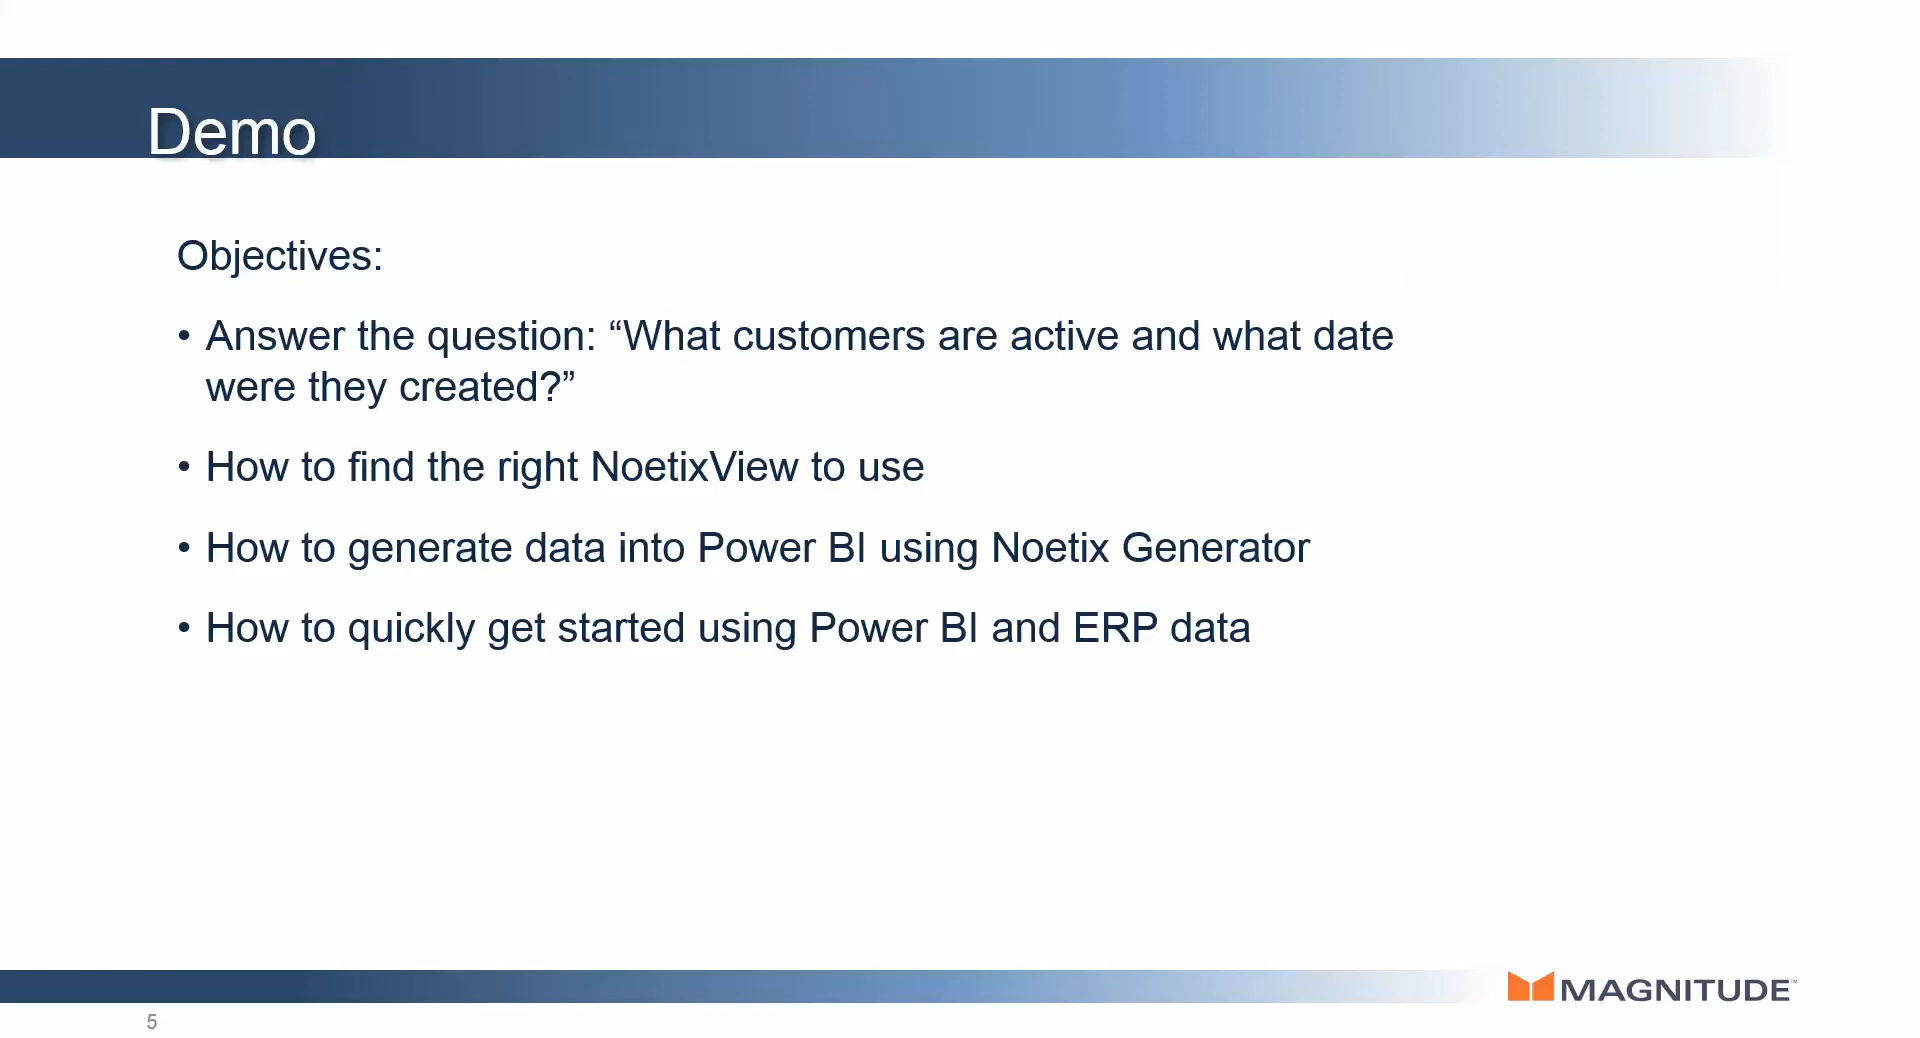 Demo
Objectives:
• Answer the question: “What customers are active and what date
were they created?”
• How to find the right NoetixView to use
• How to generate data into Power BI using Noetix Generator
• How to quickly get started using Power BI and ERP data
MAGNITUDE™
5